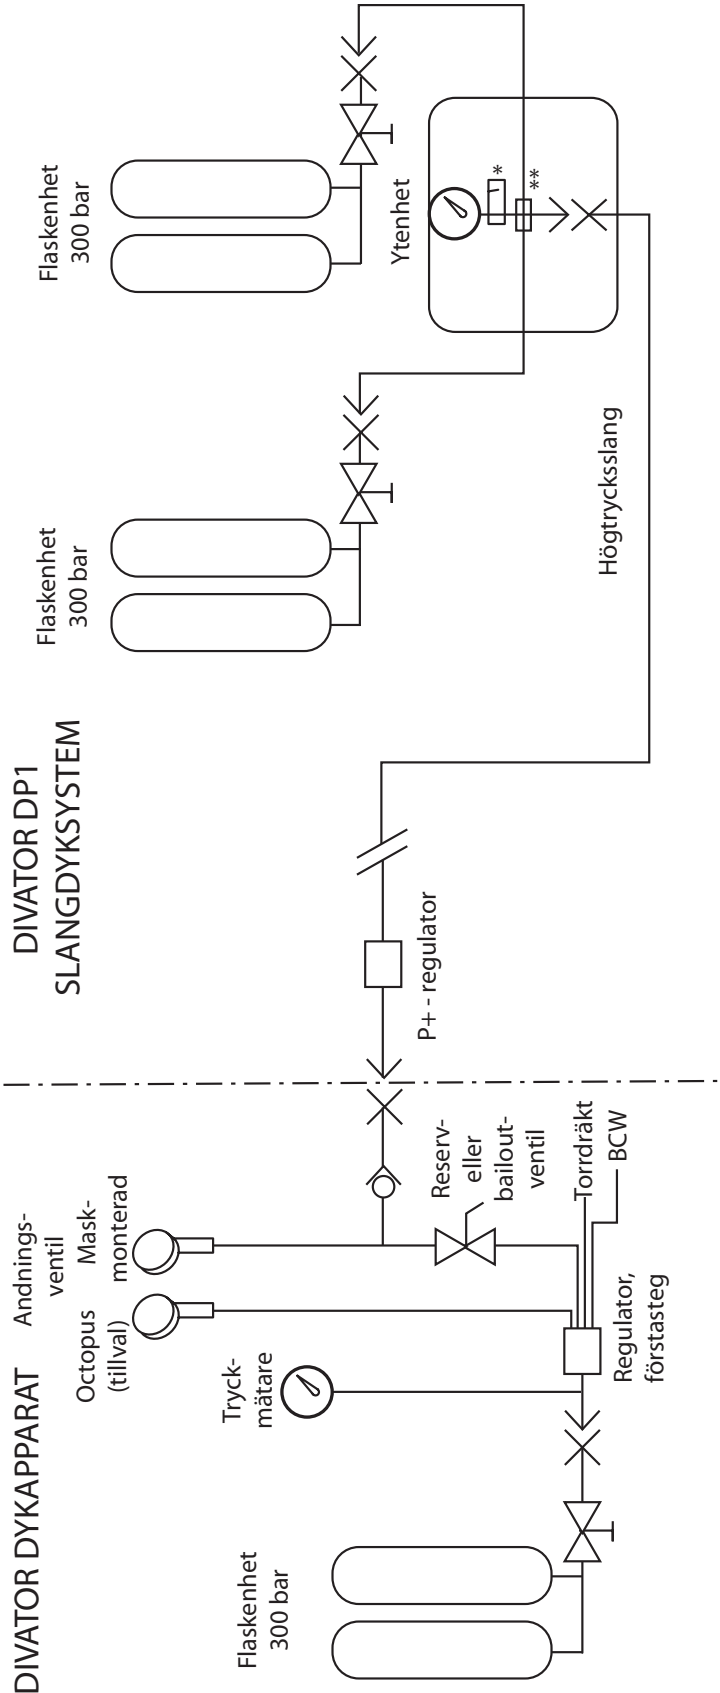 DIVATOR DYKAPPARAT
DIVATOR DP1
SLANGDYKSYSTEM
Andnings-
ventil
Octopus
(tillval)
Mask-
monterad
Tryck-
mätare
Flaskenhet
300 bar
Reserv-
eller
bailout-
ventil
Torrdräkt
BCW
Regulator,
förstasteg
P+ - regulator
Flaskenhet
300 bar
Flaskenhet
300 bar
Ytenhet
*
**
Högtrycksslang